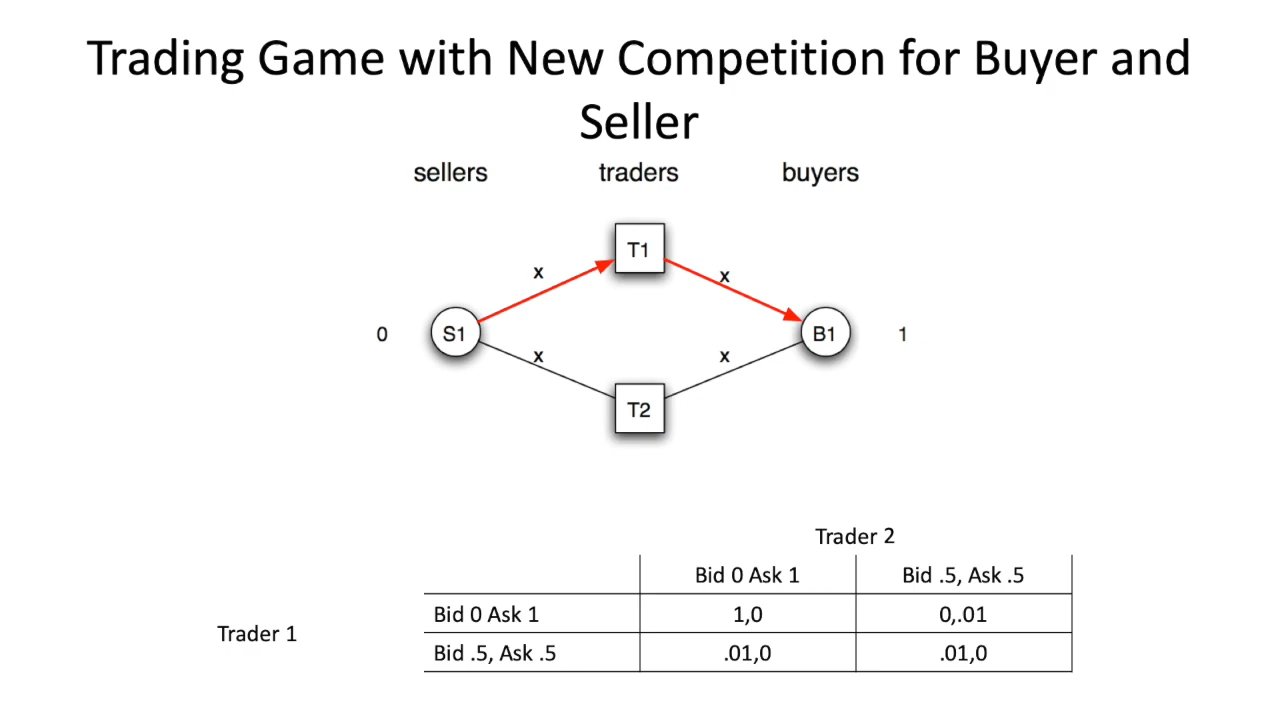 Trading Game with New Competition for Buyer and
Seller
sellers traders buyers
T1
x x
0 S1 B1 1
x x
T2
Trader 2
Bid 0 Ask 1 Bid .5, Ask .5
Bid 0 Ask 1 1,0 0,.01
Trader 1
Bid .5, Ask .5 .01,0 .01,0